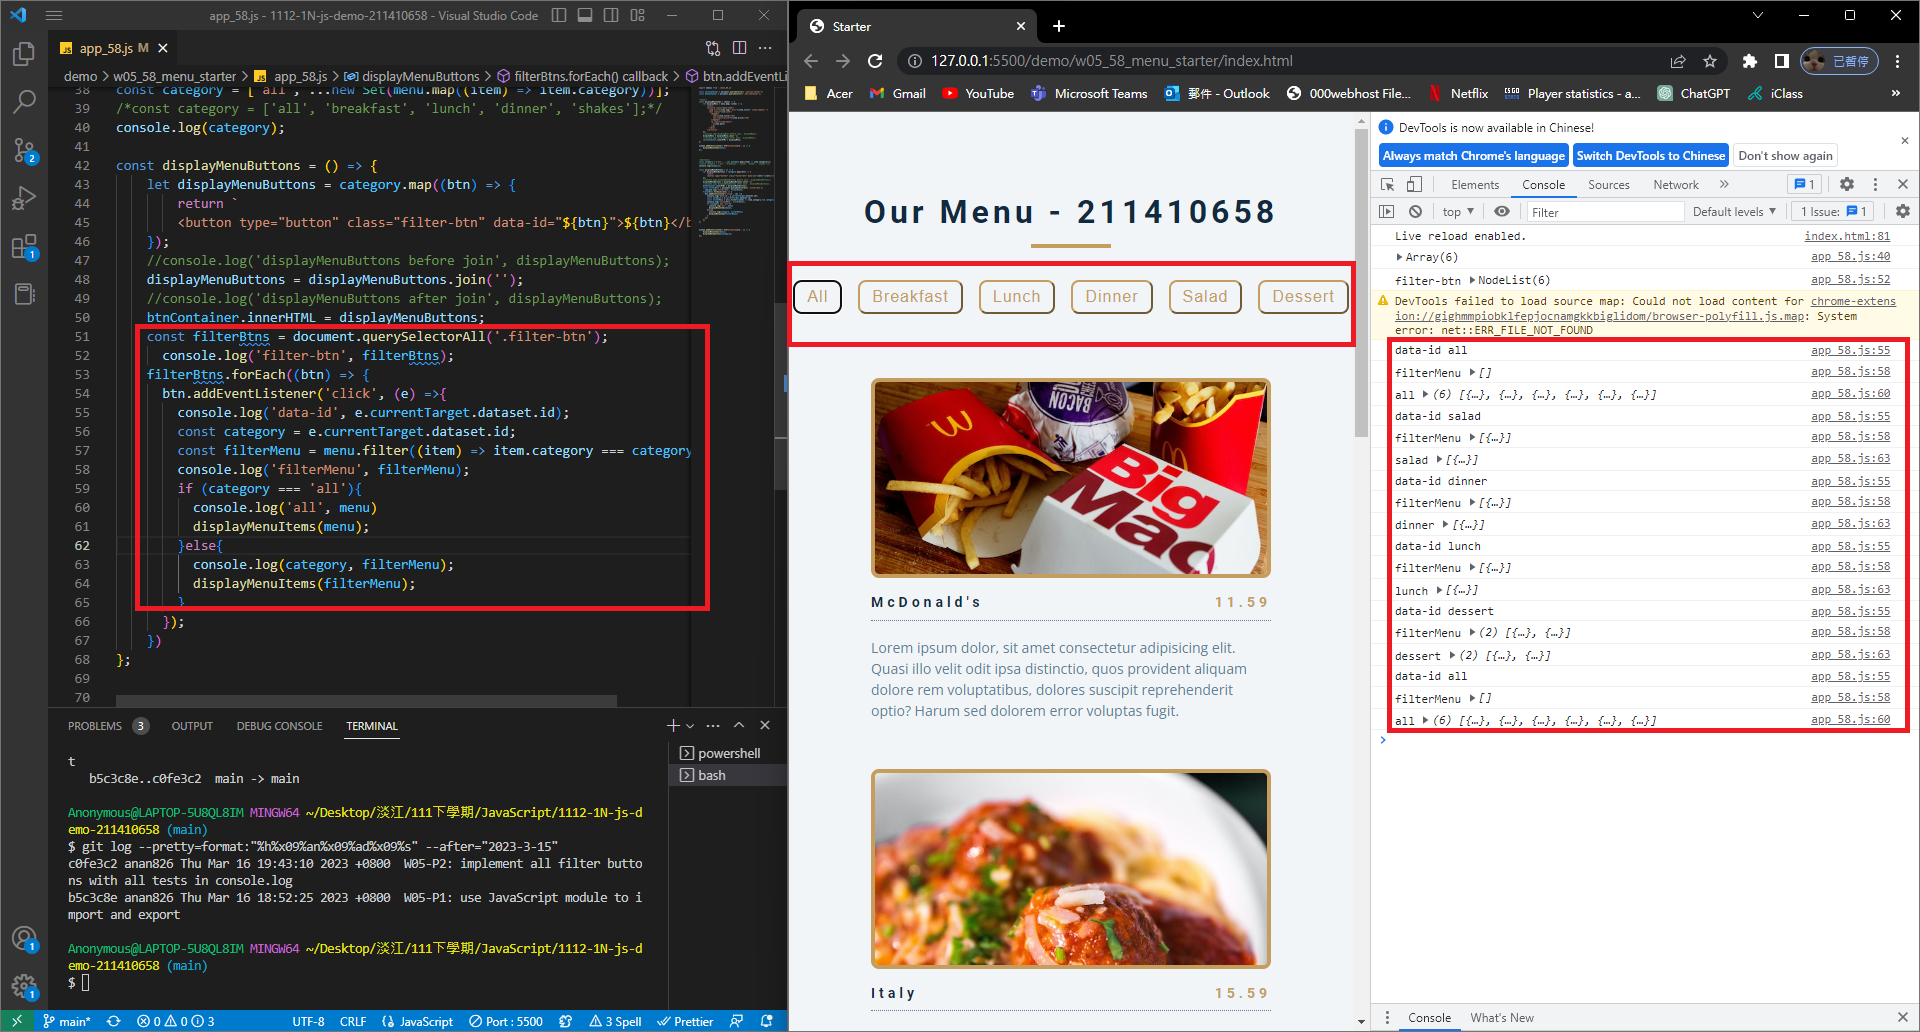 app_58.js - 1112-1N-js-demo-211410658 - Visual Studio Code
app_58.js M
demo > w05_58_menu_starter > app_58.js > displayMenuButtons > filterBtns.forEach() callback > btn.addEventLi
38 const category = ['all', ...new Set(menu.map((item) => item.category))];
39 /*const category = ['all', 'breakfast', 'lunch', 'dinner', 'shakes'];*/
40 console.log(category);
41
42 const displayMenuButtons = () => {
43 let displayMenuButtons = category.map((btn) => {
44 return `
45 <button type="button" class="filter-btn" data-id="${btn}">${btn}</b
46 });
47 //console.log('displayMenuButtons before join', displayMenuButtons);
48 displayMenuButtons = displayMenuButtons.join('');
49 //console.log('displayMenuButtons after join', displayMenuButtons);
50 btnContainer.innerHTML = displayMenuButtons;
51 const filterBtns = document.querySelectorAll('.filter-btn');
52 console.log('filter-btn', filterBtns);
53 filterBtns.forEach((btn) => {
54 btn.addEventListener('click', (e) =>{
55 console.log('data-id', e.currentTarget.dataset.id);
56 const category = e.currentTarget.dataset.id;
57 const filterMenu = menu.filter((item) => item.category === category
58 console.log('filterMenu', filterMenu);
59 if (category === 'all'){
60 console.log('all', menu)
61 displayMenuItems(menu);
62 }else{
63 console.log(category, filterMenu);
64 displayMenuItems(filterMenu);
65 }
66 });
67 })
68 };
69
70
PROBLEMS 3 OUTPUT DEBUG CONSOLE TERMINAL
powershell
bash
t
b5c3c8e..c0fe3c2 main -> main
Anonymous@LAPTOP-5U8QL8IM MINGW64 ~/Desktop/淡江/111下學期/JavaScript/1112-1N-js-d
emo-211410658 (main)
$ git log --pretty=format:"%h%x09%an%x09%ad%x09%s" --after="2023-3-15"
c0fe3c2 anan826 Thu Mar 16 19:43:10 2023 +0800 W05-P2: implement all filter butto
ns with all tests in console.log
b5c3c8e anan826 Thu Mar 16 18:52:25 2023 +0800 W05-P1: use JavaScript module to i
mport and export
Anonymous@LAPTOP-5U8QL8IM MINGW64 ~/Desktop/淡江/111下學期/JavaScript/1112-1N-js-d
emo-211410658 (main)
$
2
1
1
1
main* 0 0 3 UTF-8 CRLF JavaScript Port : 5500 3 Spell Prettier
Starter
127.0.0.1:5500/demo/w05_58_menu_starter/index.html
已暫停
Acer Gmail YouTube Microsoft Teams 郵件 - Outlook 000webhost File... Netflix Player statistics - a... ChatGPT iClass
Our Menu - 211410658
All Breakfast Lunch Dinner Salad Dessert
BACON
Big
Mac
McDonald's 11.59
Lorem ipsum dolor, sit amet consectetur adipisicing elit.
Quasi illo velit odit ipsa distinctio, quos provident aliquam
dolore rem voluptatibus, dolores suscipit reprehenderit
optio? Harum sed dolorem error voluptas fugit.
Italy 15.59
DevTools is now available in Chinese!
Always match Chrome's language Switch DevTools to Chinese Don't show again
Elements Console Sources Network 1
top Filter Default levels 1 Issue: 1
Live reload enabled. index.html:81
Array(6) app_58.js:40
filter-btn NodeList(6) app_58.js:52
DevTools failed to load source map: Could not load content for chrome-extens
ion://gighmmpiobklfepjocnamgkkbiglidom/browser-polyfill.js.map: System
error: net::ERR_FILE_NOT_FOUND
data-id all app_58.js:55
filterMenu [] app_58.js:58
all (6) [{…}, {…}, {…}, {…}, {…}, {…}] app_58.js:60
data-id salad app_58.js:55
filterMenu [{…}] app_58.js:58
salad [{…}] app_58.js:63
data-id dinner app_58.js:55
filterMenu [{…}] app_58.js:58
dinner [{…}] app_58.js:63
data-id lunch app_58.js:55
filterMenu [{…}] app_58.js:58
lunch [{…}] app_58.js:63
data-id dessert app_58.js:55
filterMenu (2) [{…}, {…}] app_58.js:58
dessert (2) [{…}, {…}] app_58.js:63
data-id all app_58.js:55
filterMenu [] app_58.js:58
all (6) [{…}, {…}, {…}, {…}, {…}, {…}] app_58.js:60
Console What's New